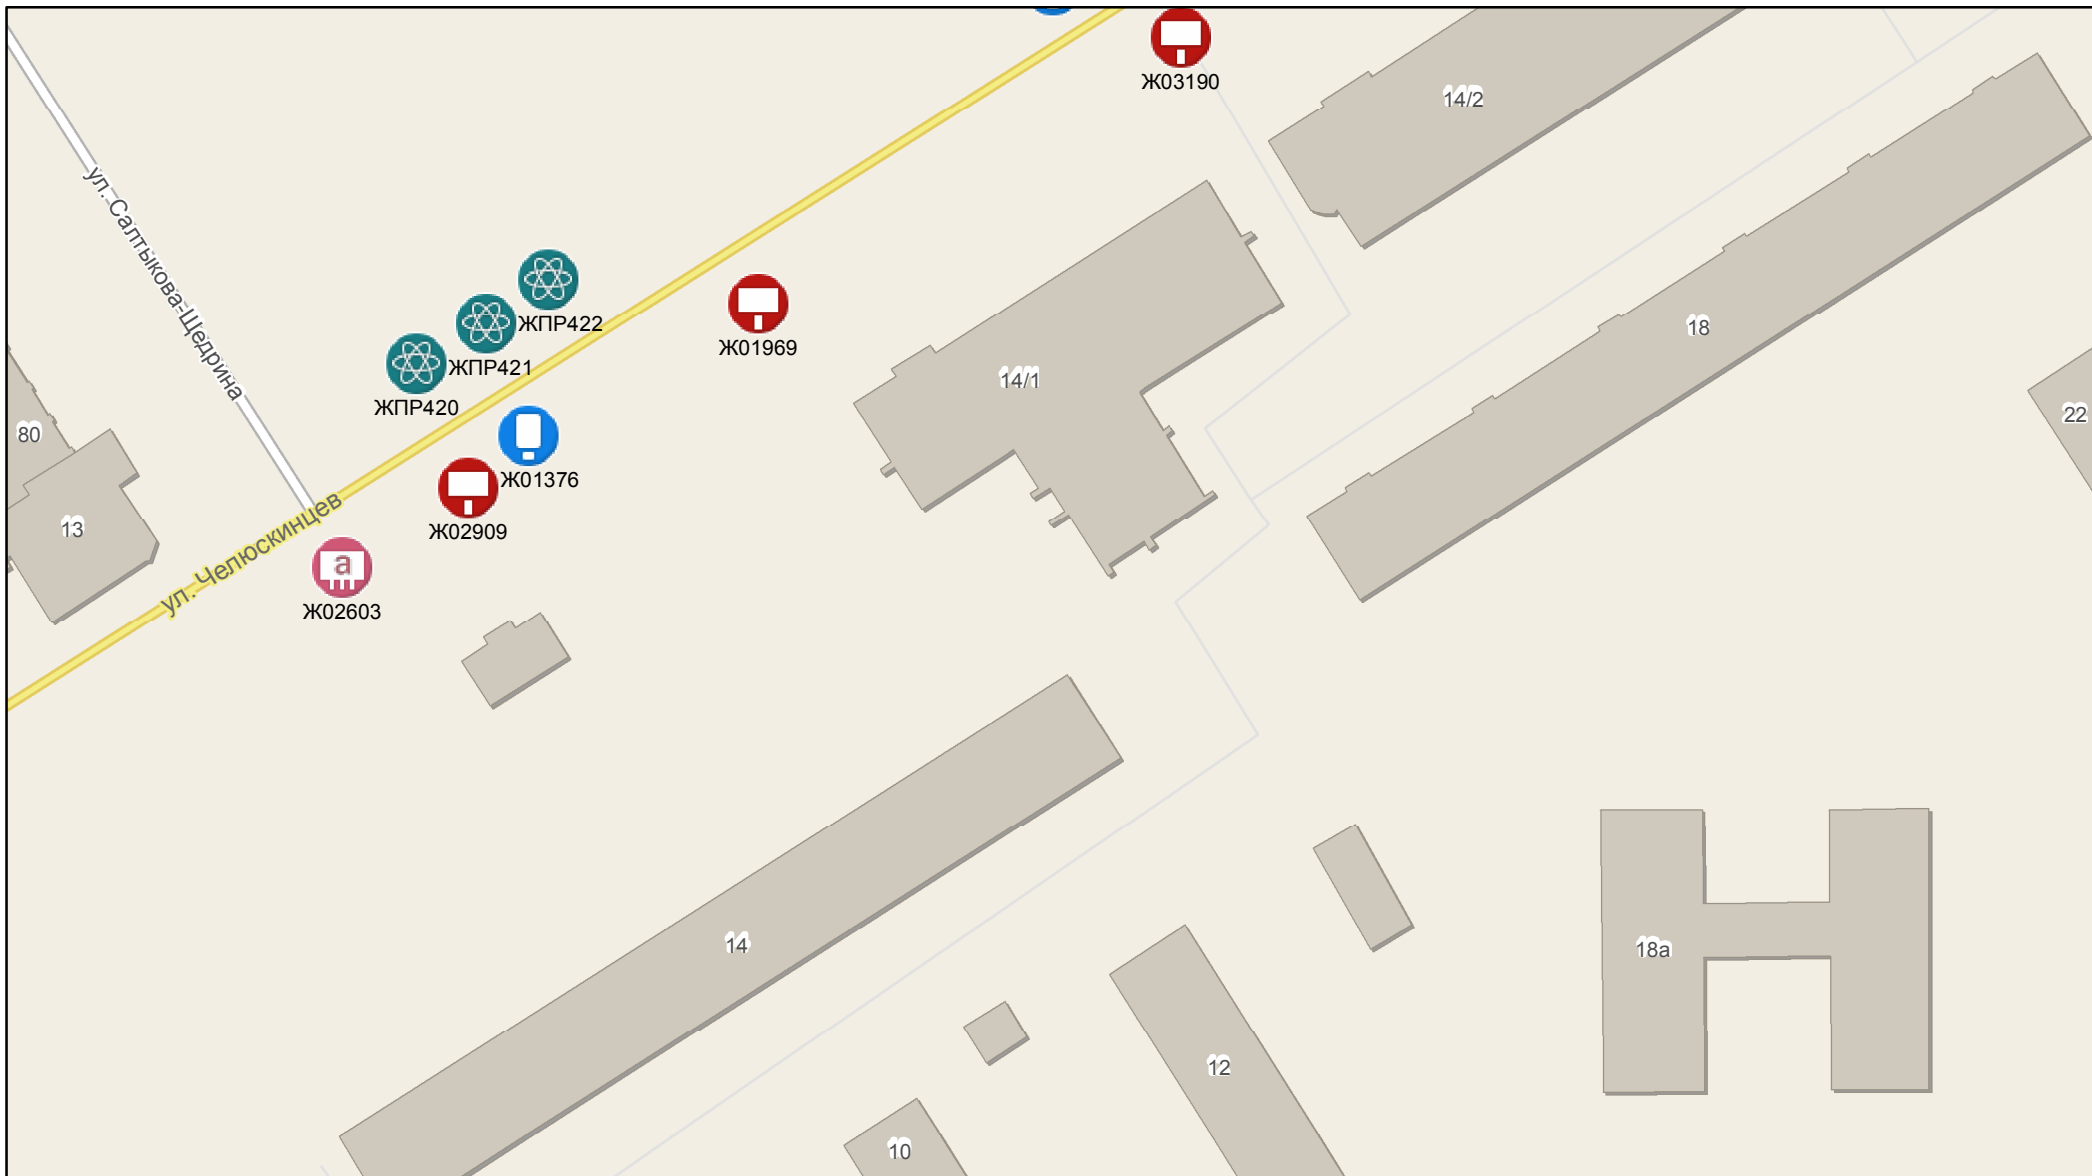 Ж03190
14/2
ул. Салтыкова-Щедрина
ЖПР422
Ж01969
18
ЖПР421
14/1
ЖПР420
22
80
Ж01376
13
Ж02909
ул. Челюскинцев
a
Ж02603
14
18а
12
10